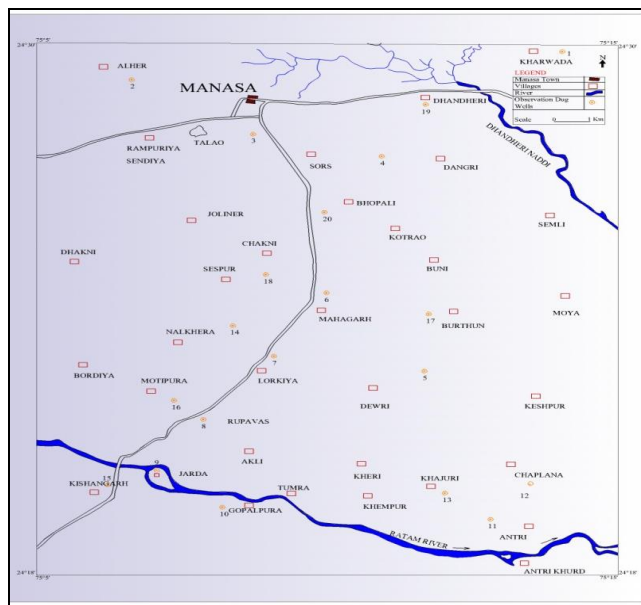 75°5'
75°15'
24°30'
24°30'
KHARWADA
1
ALHER
2
LEGEND
Manasa Town
Villages
River
Observation Dug
Wells
Scale 0 1 Km
MANASA
DHANDHERI
19
DHANDHERI NADDI
RAMPURIYA
SENDIYA
TALAO
3
SORS
4
DANGRI
BHOPALI
20
JOLINER
SEMLI
KOTRAO
DHAKNI
CHAKNI
BUNI
SESPUR
18
6
MAHAGARH
17
BURTHUN
MOYA
14
NALKHERA
7
LORKIYA
5
BORDIYA
MOTIPURA
16
DEWRI
KESHPUR
8
RUPAVAS
AKLI
9
JARDA
KHERI
CHAPLANA
15
KISHANGARH
TUMRA
KHAJURI
13
12
KHEMPUR
10
GOPALPURA
11
ANTRI
RATAM RIVER
ANTRI KHURD
24°18'
24°18'
75°5'
75°15'